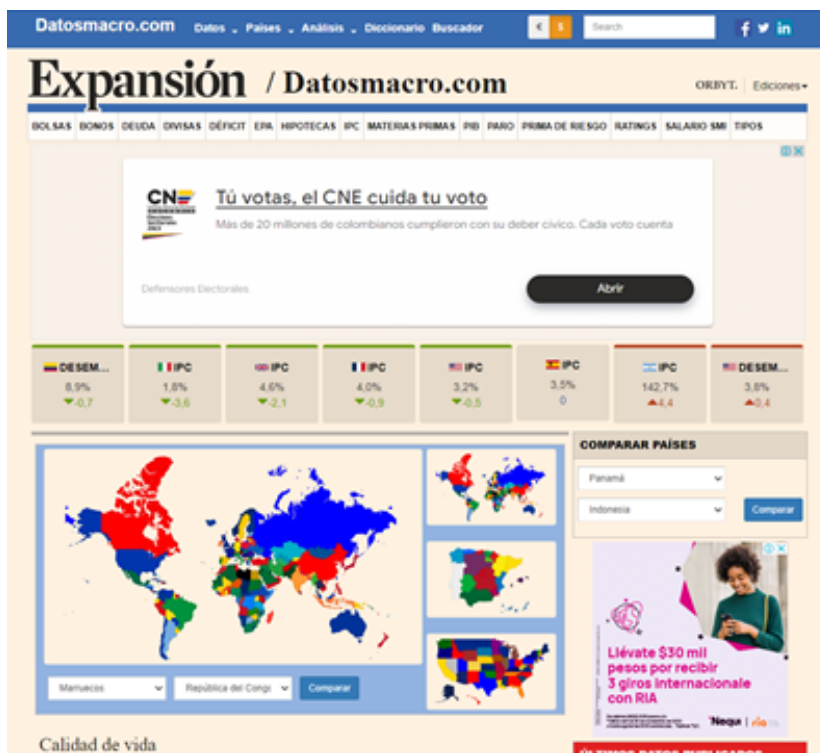 Datosmacro.com Datos Países Análisis Diccionario Buscador € $ Search
Expansión / Datosmacro.com ORBYT. Ediciones
BOLSAS BONOS DEUDA DIVISAS DÉFICIT EPA HIPOTECAS IPC MATERIAS PRIMAS PIB PARO PRIMA DE RIESGO RATINGS SALARIO SMI TIPOS
CNE
Tú votas, el CNE cuida tu voto
Más de 20 millones de colombianos cumplieron con su deber cívico. Cada voto cuenta
Defensores Electorales
Abrir
DESEM... IPC IPC IPC IPC IPC IPC DESEM...
8,9% 1,8% 4,6% 4,0% 3,2% 3,5% 142,7% 3,8%
-0,7 -3,6 -2,1 -0,9 -0,5 0 4,4 0,4
COMPARAR PAÍSES
Panamá
Indonesia Comparar
Llévate $30 mil
pesos por recibir
3 giros internacionale
con RIA
Nequi ria
Marruecos República del Congo Comparar
Calidad de vida
ÚLTIMOS DATOS PUBLICADOS